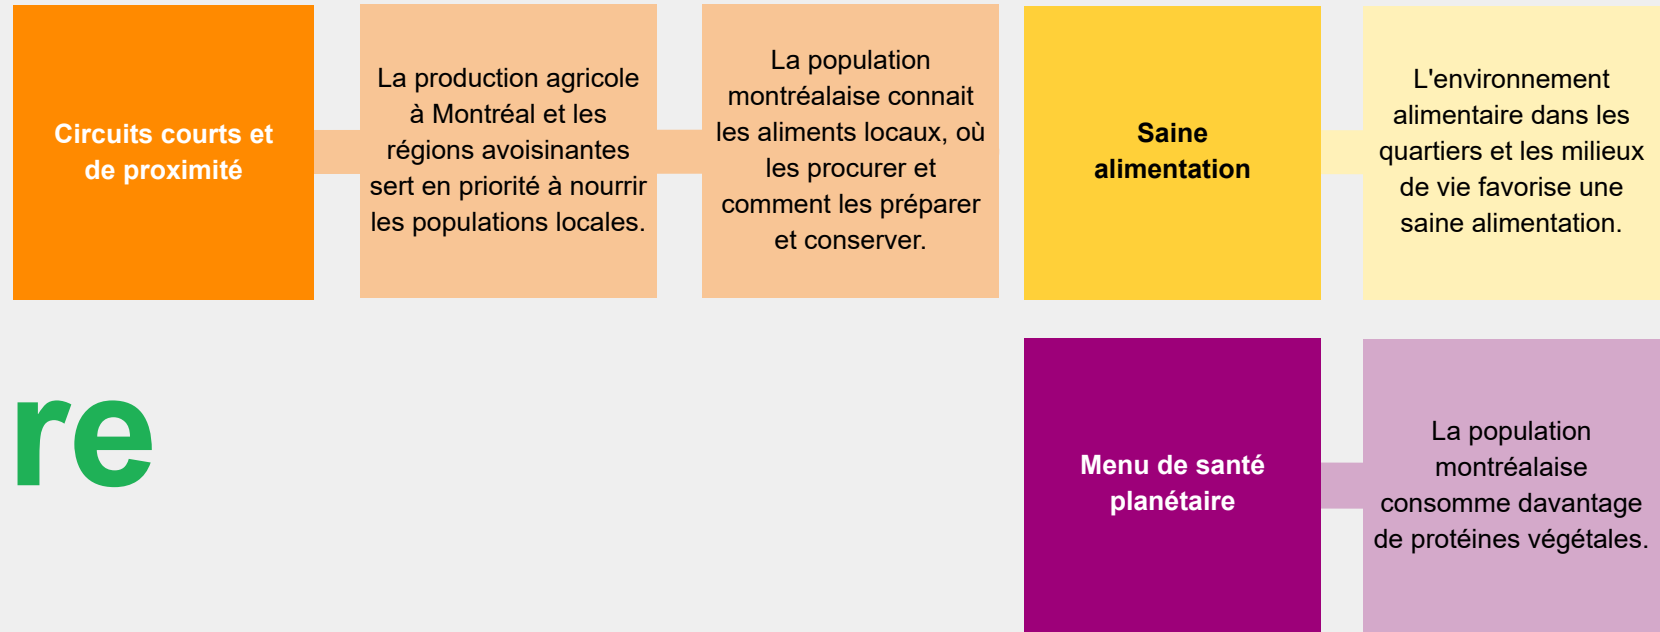 Circuits courts et
de proximité
La production agricole
à Montréal et les
régions avoisinantes
sert en priorité à nourrir
les populations locales.
La population
montréalaise connait
les aliments locaux, où
les procurer et
comment les préparer
et conserver.
Saine
alimentation
L'environnement
alimentaire dans les
quartiers et les milieux
de vie favorise une
saine alimentation.
re
Menu de santé
planétaire
La population
montréalaise
consomme davantage
de protéines végétales.